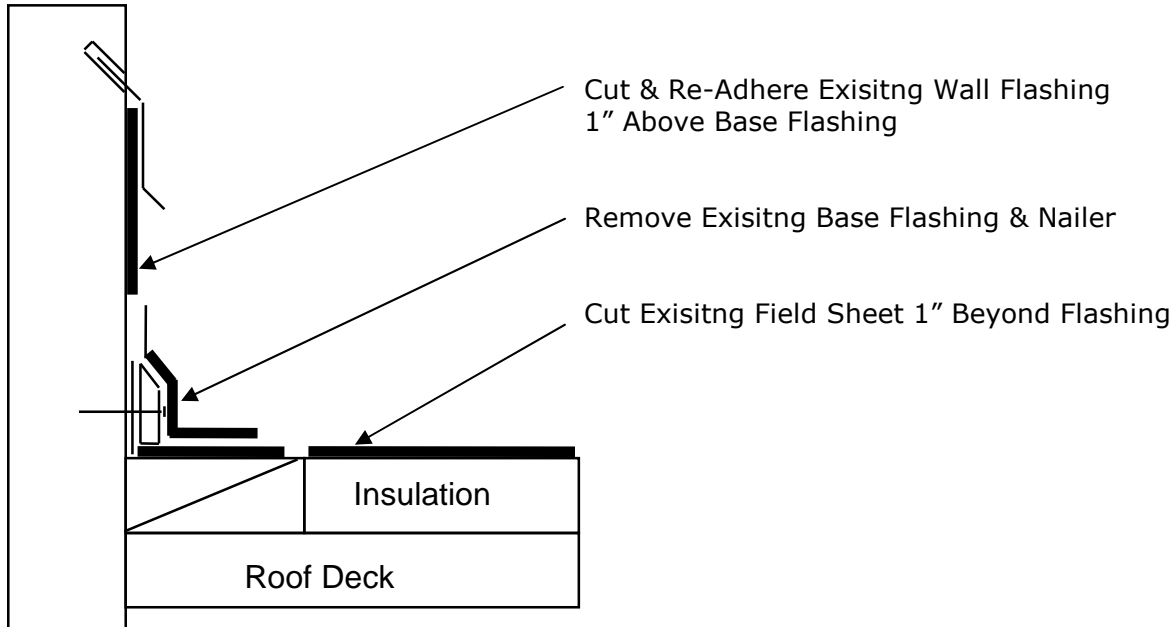 Cut & Re-Adhere Exisitng Wall Flashing
1” Above Base Flashing
Remove Exisitng Base Flashing & Nailer
Cut Exisitng Field Sheet 1” Beyond Flashing
Insulation
Roof Deck